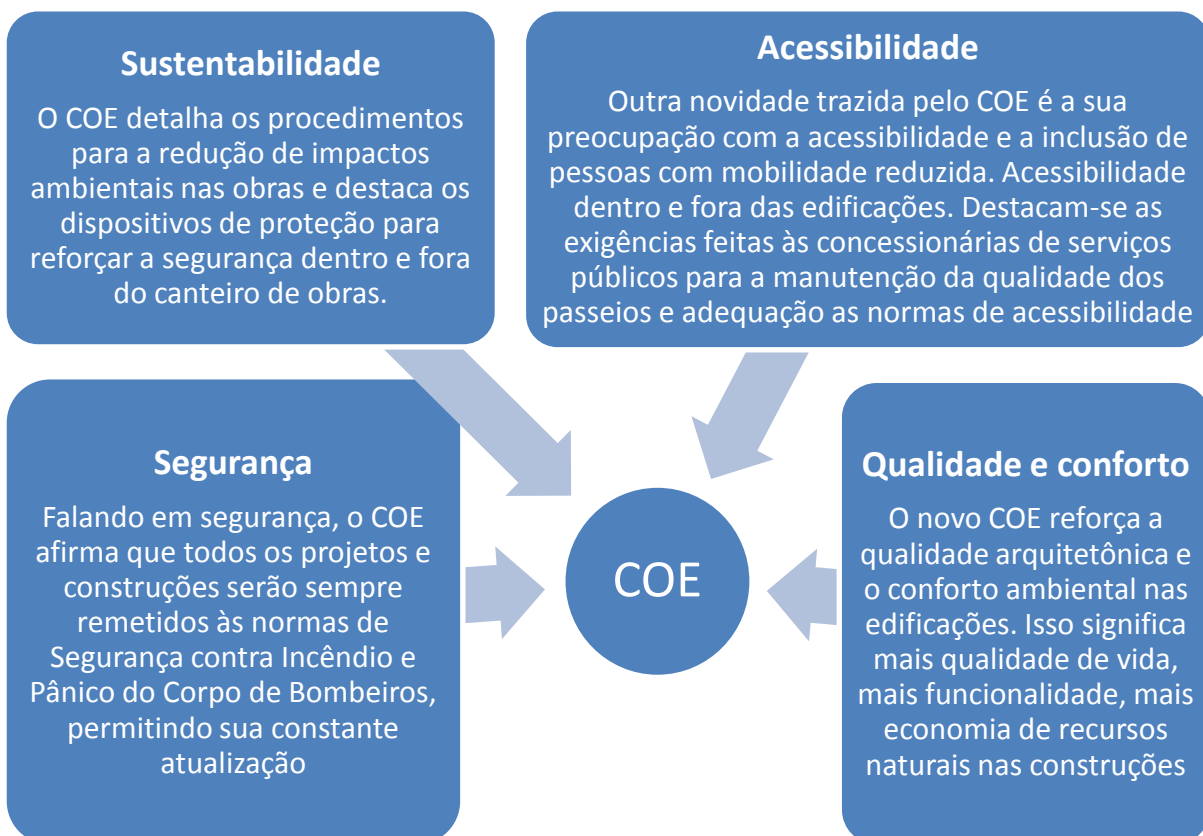 Sustentabilidade
O COE detalha os procedimentos
para a redução de impactos
ambientais nas obras e destaca os
dispositivos de proteção para
reforçar a segurança dentro e fora
do canteiro de obras.
Acessibilidade
Outra novidade trazida pelo COE é a sua
preocupação com a acessibilidade e a inclusão de
pessoas com mobilidade reduzida. Acessibilidade
dentro e fora das edificações. Destacam-se as
exigências feitas às concessionárias de serviços
públicos para a manutenção da qualidade dos
passeios e adequação as normas de acessibilidade
Segurança
Falando em segurança, o COE
afirma que todos os projetos e
construções serão sempre
remetidos às normas de
Segurança contra Incêndio e
Pânico do Corpo de Bombeiros,
permitindo sua constante
atualização
COE
Qualidade e conforto
O novo COE reforça a
qualidade arquitetônica e
o conforto ambiental nas
edificações. Isso significa
mais qualidade de vida,
mais funcionalidade, mais
economia de recursos
naturais nas construções